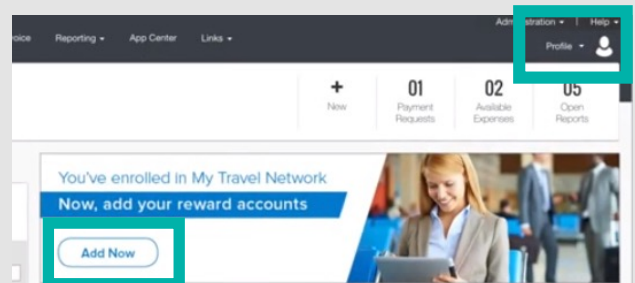 Administration | Help
voice Reporting App Center Links Profile
+ 01 02 05
New Payment Requests Available Expenses Open Reports
You've enrolled in My Travel Network
Now, add your reward accounts
Add Now